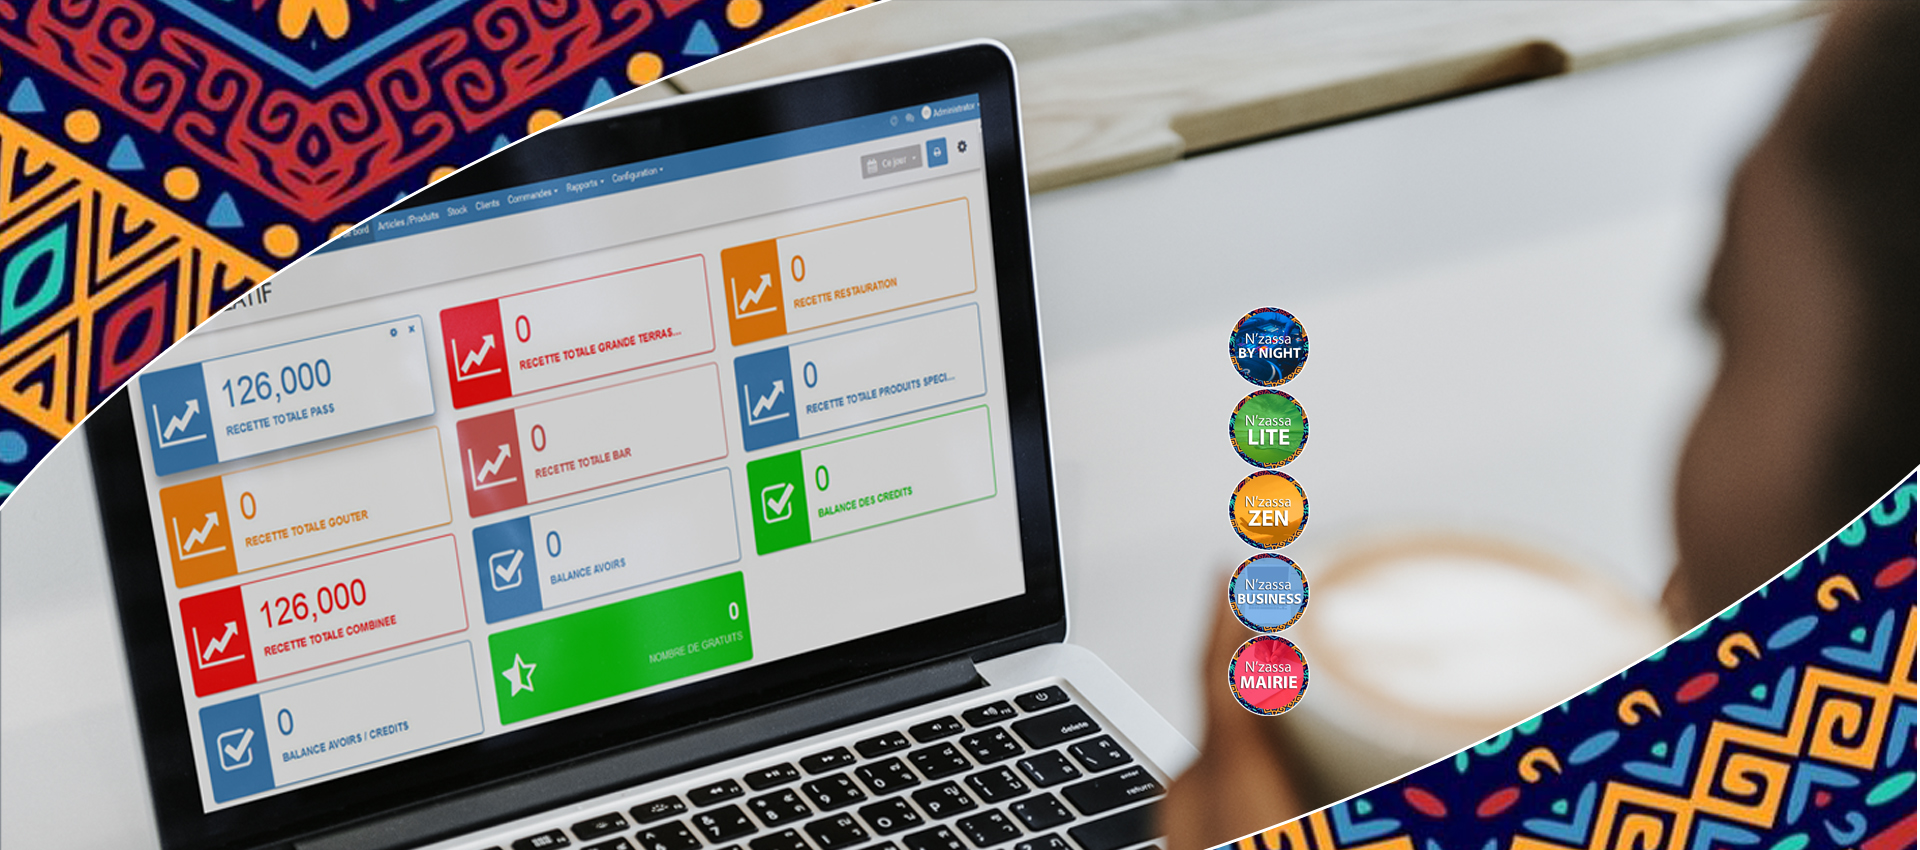 Administrator
bord
Articles /Produits
Stock
Clients
Commandes
Rapports
Configuration
Ce jour
ATIF
126,000
RECETTE TOTALE PASS
0
RECETTE TOTALE GRANDE TERRAS...
0
RECETTE RESTAURATION
0
RECETTE TOTALE GOUTER
0
RECETTE TOTALE BAR
0
RECETTE TOTALE PRODUITS SPECI...
126,000
RECETTE TOTALE COMBINEE
0
BALANCE AVOIRS
0
BALANCE DES CREDITS
0
BALANCE AVOIRS / CREDITS
0
NOMBRE DE GRATUITS
N'zassa
BY NIGHT
N'zassa
LITE
N'zassa
ZEN
N'zassa
BUSINESS
N'zassa
MAIRIE
delete
enter
return